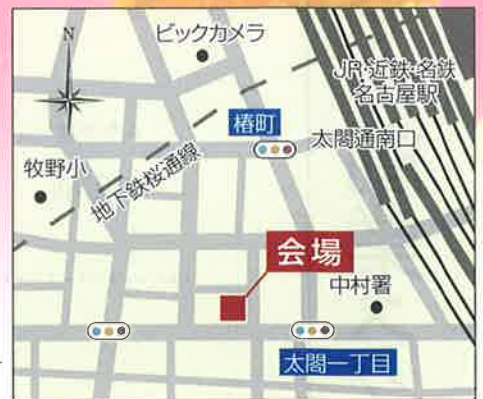 ビックカメラ
N
JR・近鉄・名鉄
名古屋駅
椿町
太閤通南口
牧野小
地下鉄桜通線
会場
中村署
太閤一丁目